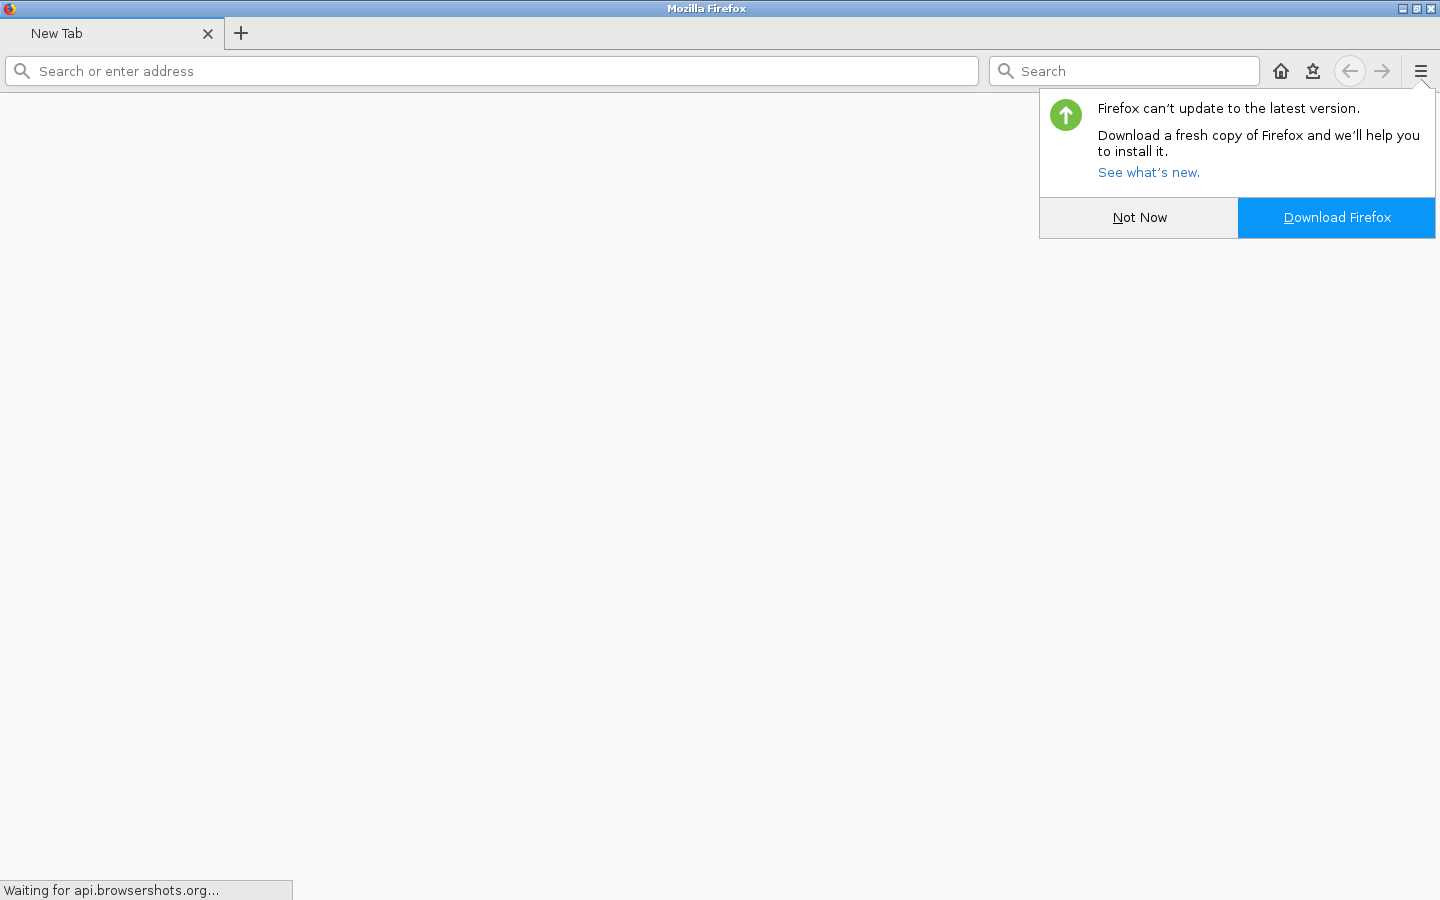 Mozilla Firefox
New Tab
Search or enter address
Search
Firefox can’t update to the latest version.
Download a fresh copy of Firefox and we’ll help you
to install it.
See what’s new.
Not Now
Download Firefox
Waiting for api.browsershots.org...